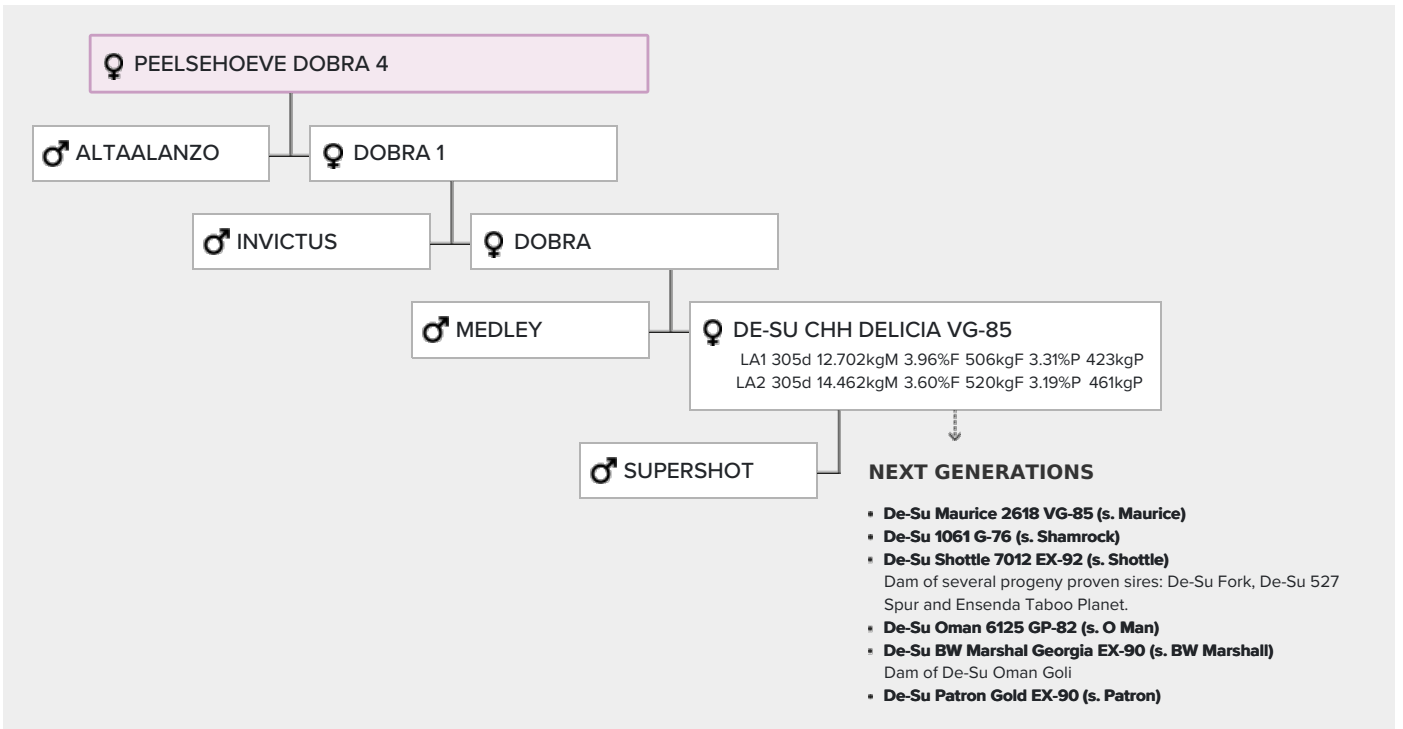 PEELSEHOEVE DOBRA 4
ALTAALANZO
DOBRA 1
INVICTUS
DOBRA
MEDLEY
DE-SU CHH DELICIA VG-85
LA1 305d 12.702kgM 3.96%F 506kgF 3.31%P 423kgP
LA2 305d 14.462kgM 3.60%F 520kgF 3.19%P 461kgP
SUPERSHOT
NEXT GENERATIONS
▪ De-Su Maurice 2618 VG-85 (s. Maurice)
▪ De-Su 1061 G-76 (s. Shamrock)
▪ De-Su Shottle 7012 EX-92 (s. Shottle)
Dam of several progeny proven sires: De-Su Fork, De-Su 527
Spur and Ensenda Taboo Planet.
▪ De-Su Oman 6125 GP-82 (s. O Man)
▪ De-Su BW Marshal Georgia EX-90 (s. BW Marshall)
Dam of De-Su Oman Goli
▪ De-Su Patron Gold EX-90 (s. Patron)